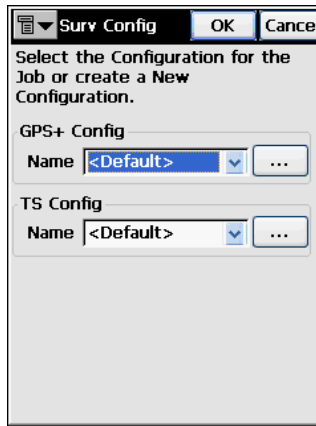 Surv Config OK Cance
Select the Configuration for the
Job or create a New
Configuration.
GPS+ Config
Name <Default> ...
TS Config
Name <Default> ...